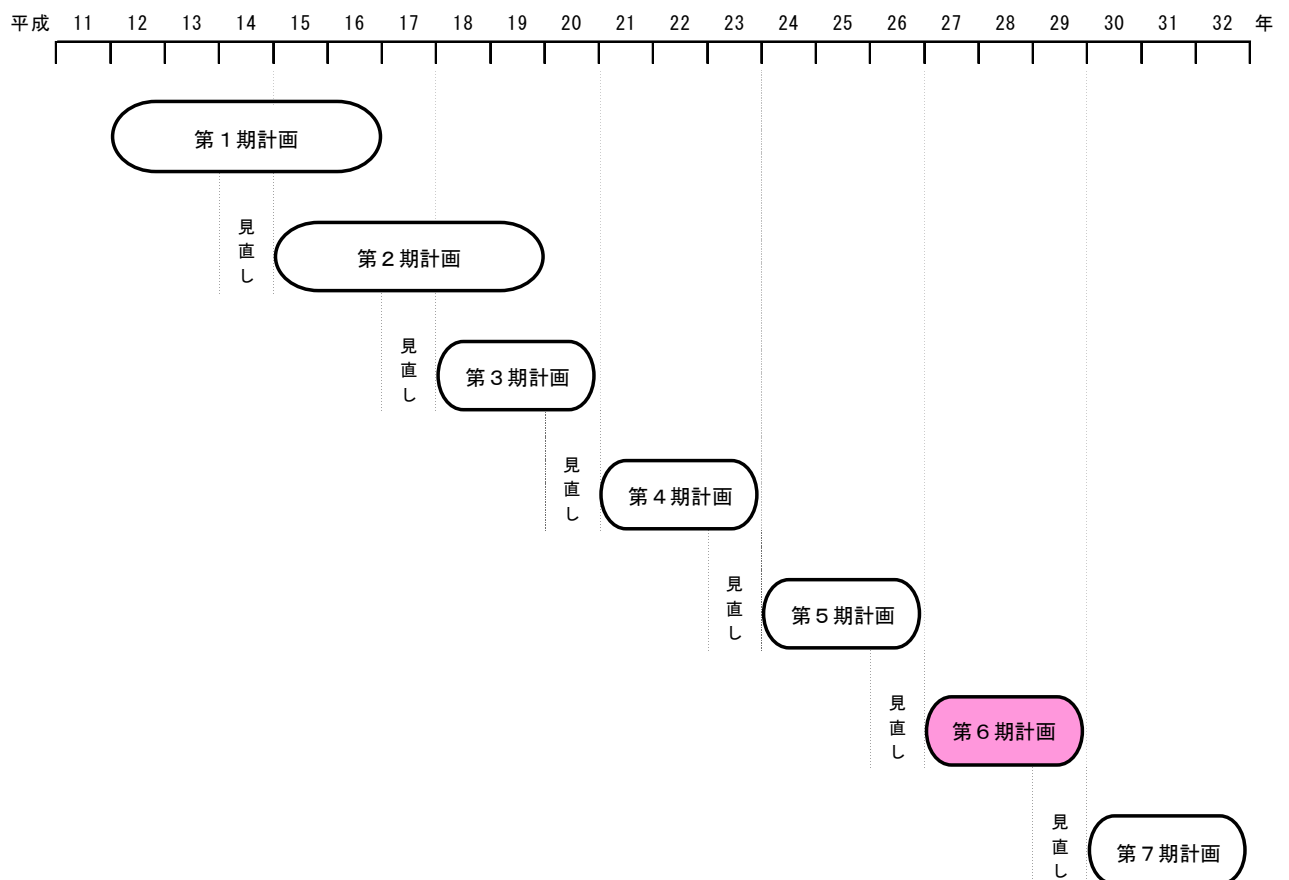 平成 11 12 13 14 15 16 17 18 19 20 21 22 23 24 25 26 27 28 29 30 31 32 年
第１期計画
見直し
第２期計画
見直し
第３期計画
見直し
第４期計画
見直し
第５期計画
見直し
第６期計画
見直し
第７期計画